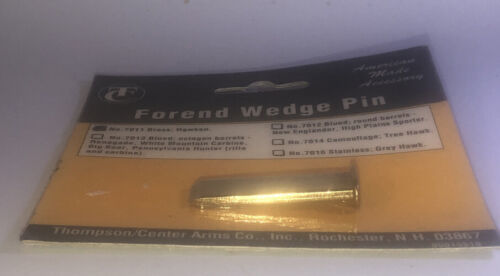 American
Made
Accessory
Forend Wedge Pin
No. 7011 Brass; Hawken.
No. 7013 Blued; octagon barrels -
Renegade, White Mountain Carbine,
Big Boar, Pennsylvania Hunter (rifle
and carbine).
No. 7012 Blued; round barrels -
New Englander; High Plains Sporter.
No. 7014 Camouflage; Tree Hawk.
No. 7016 Stainless; Grey Hawk.
Thompson/Center Arms Co., Inc., Rochester, N.H. 03867